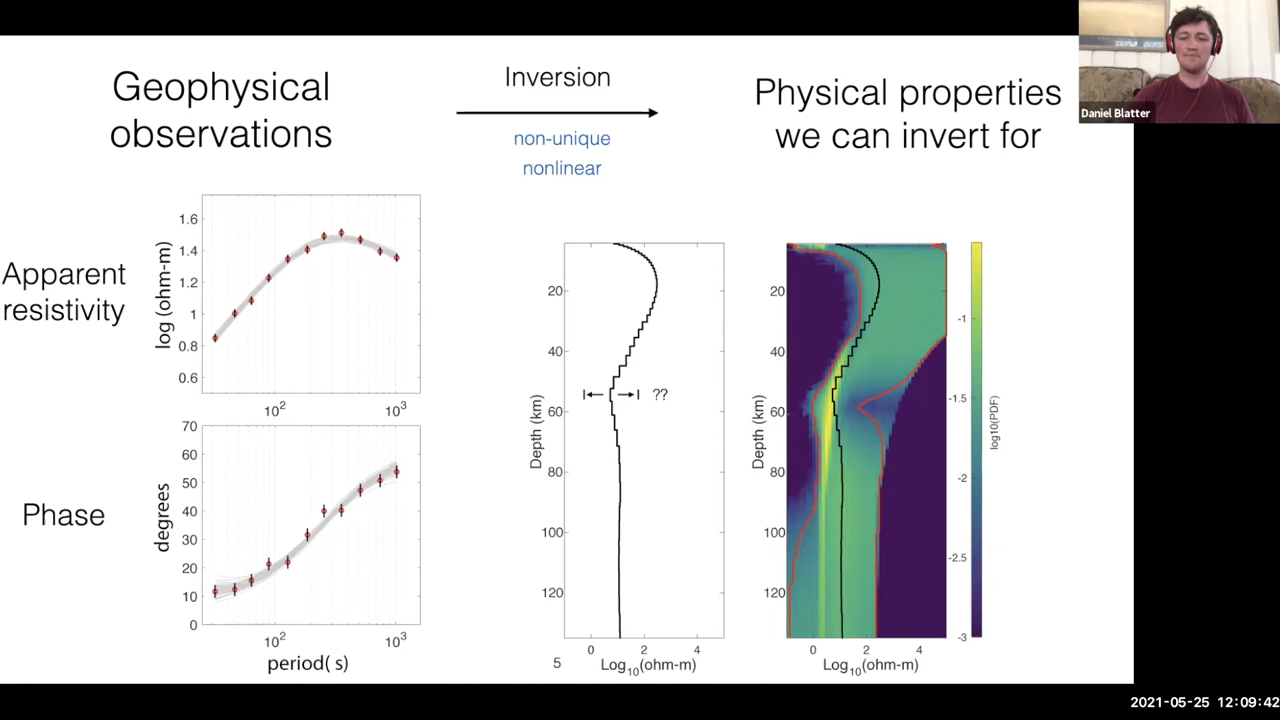 Geophysical
observations
Inversion
non-unique
nonlinear
Physical properties
we can invert for
Daniel Blatter
Apparent
resistivity
log (ohm-m)
1.6
1.4
1.2
1
0.8
0.6
10²
10³
Phase
degrees
70
60
50
40
30
20
10
0
10²
10³
period( s)
Depth (km)
20
40
60
80
100
120
??
0
2
4
Log₁₀(ohm-m)
5
Depth (km)
20
40
60
80
100
120
0
2
4
Log₁₀(ohm-m)
-1
-1.5
-2
-2.5
-3
log10(PDF)
2021-05-25 12:09:42